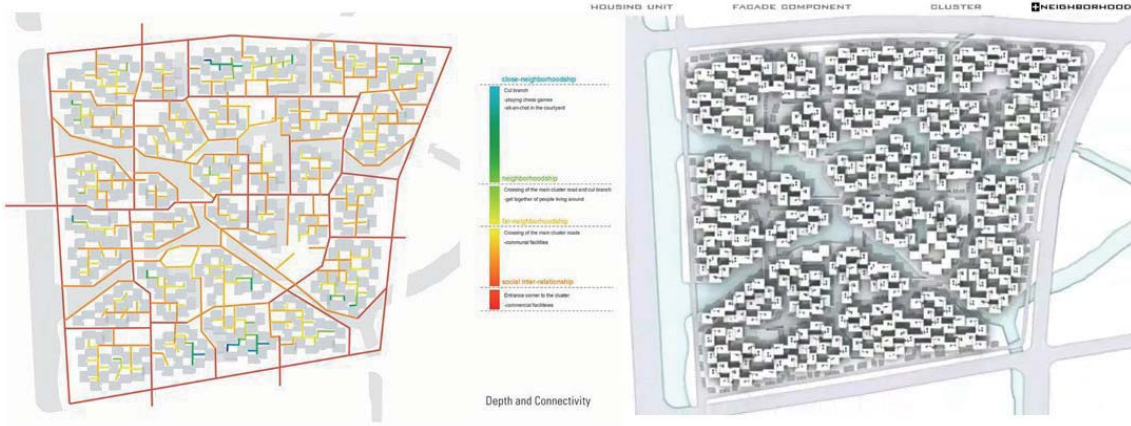 HOUSING UNIT FACADE COMPONENT CLUSTER NEIGHBORHOOD
close-neighborhoodship
Cul branch
-playing chess games
-sit-an-chat in the courtyard
neighborhoodship
Crossing of the main cluster road and cul branch
-get together of people living around
far-neighborhoodship
Crossing of the main cluster roads
-communal facilities
social inter-relationship
Entrance corner to the cluster
-commercial facilities
Depth and Connectivity